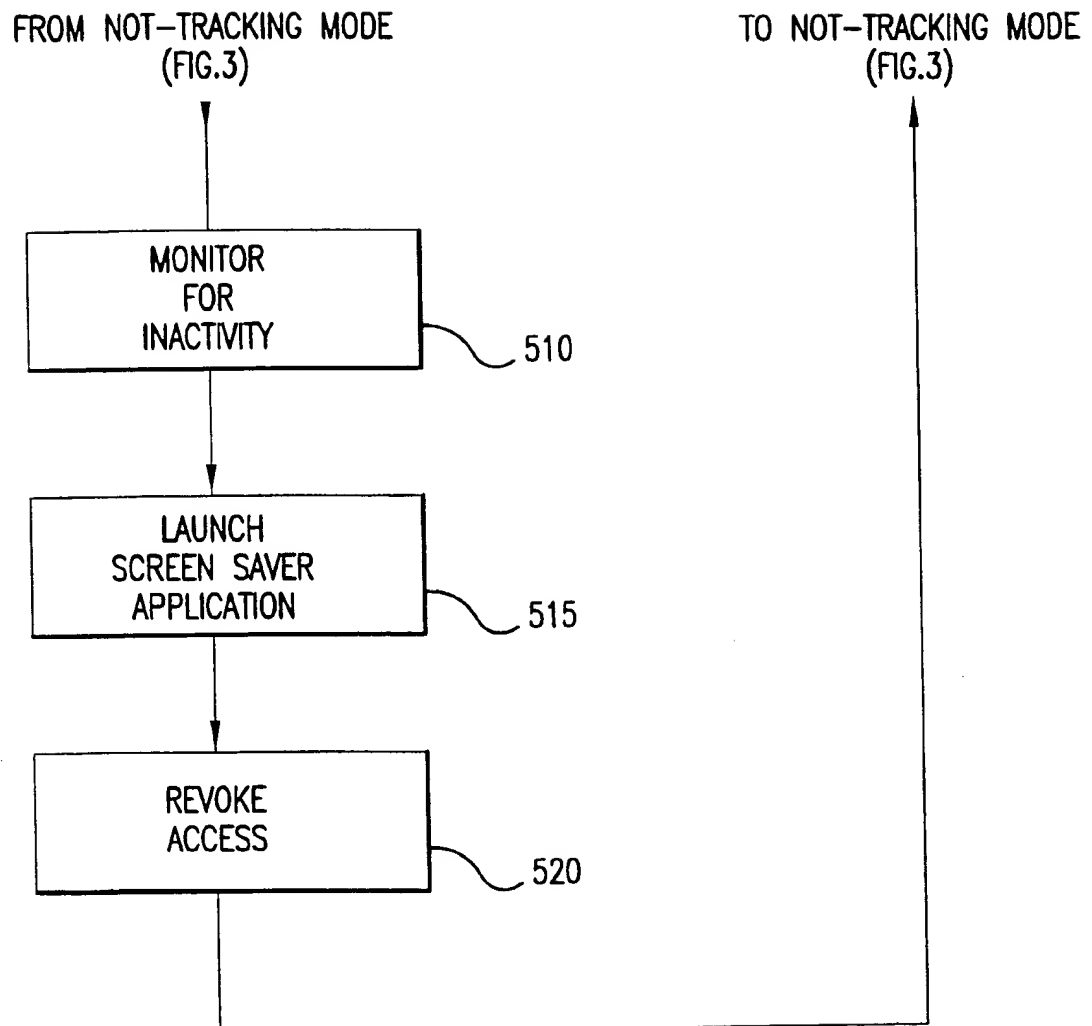 FROM NOT-TRACKING MODE
(FIG.3)
TO NOT-TRACKING MODE
(FIG.3)
MONITOR
FOR
INACTIVITY
510
LAUNCH
SCREEN SAVER
APPLICATION
515
REVOKE
ACCESS
520